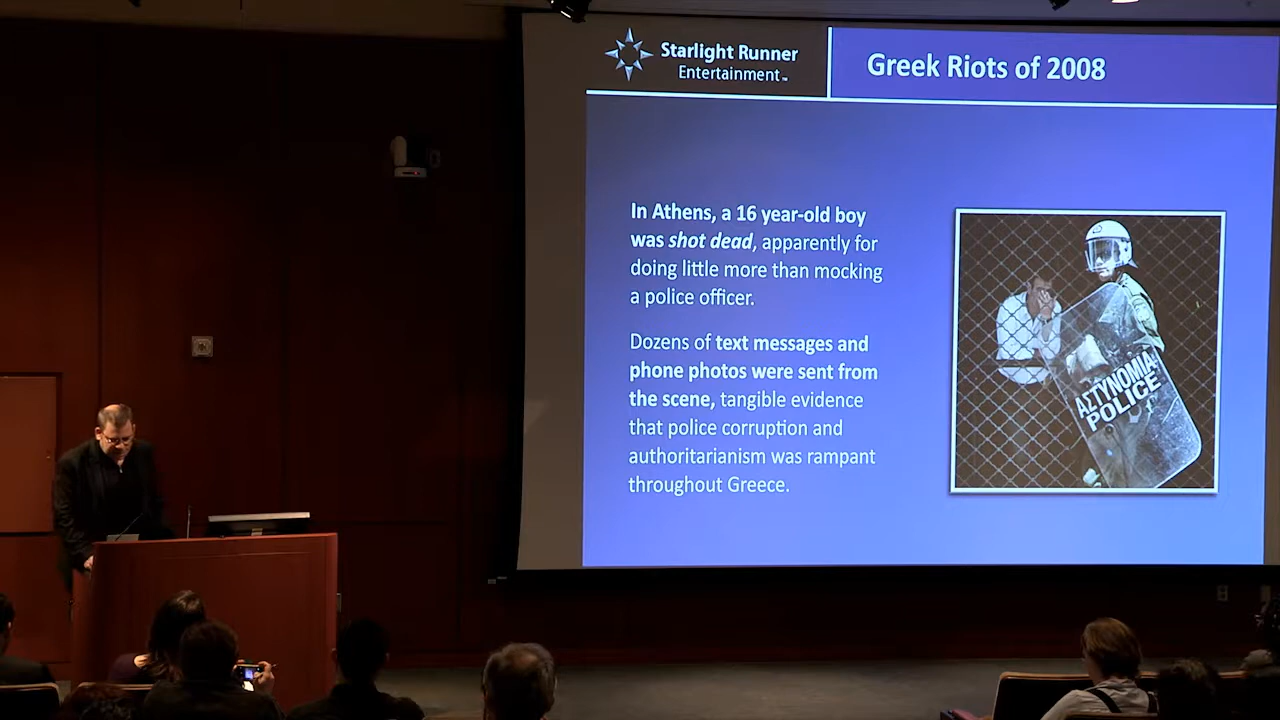 Starlight Runner
Entertainment™
Greek Riots of 2008
In Athens, a 16 year-old boy
was shot dead, apparently for
doing little more than mocking
a police officer.
Dozens of text messages and
phone photos were sent from
the scene, tangible evidence
that police corruption and
authoritarianism was rampant
throughout Greece.
ΑΣΤΥΝΟΜΙΑ
POLICE